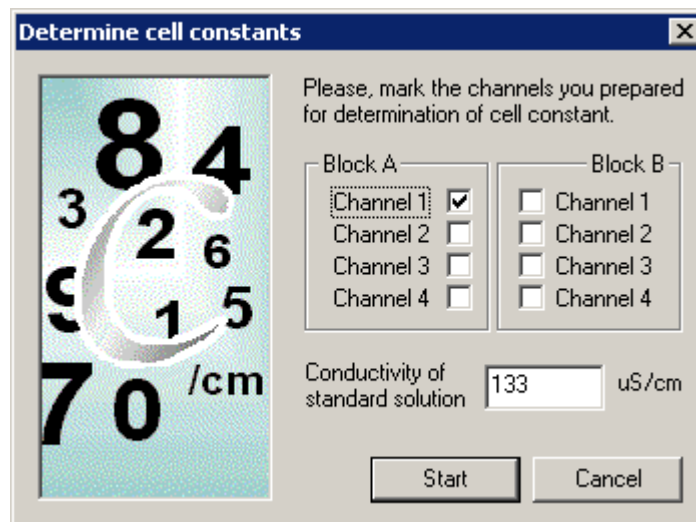 Determine cell constants
8 4
3 2 6
9 1 5
7 0 /cm
C
Please, mark the channels you prepared
for determination of cell constant.
Block A
Channel 1
Channel 2
Channel 3
Channel 4
Block B
Channel 1
Channel 2
Channel 3
Channel 4
Conductivity of
standard solution
133 uS/cm
Start Cancel